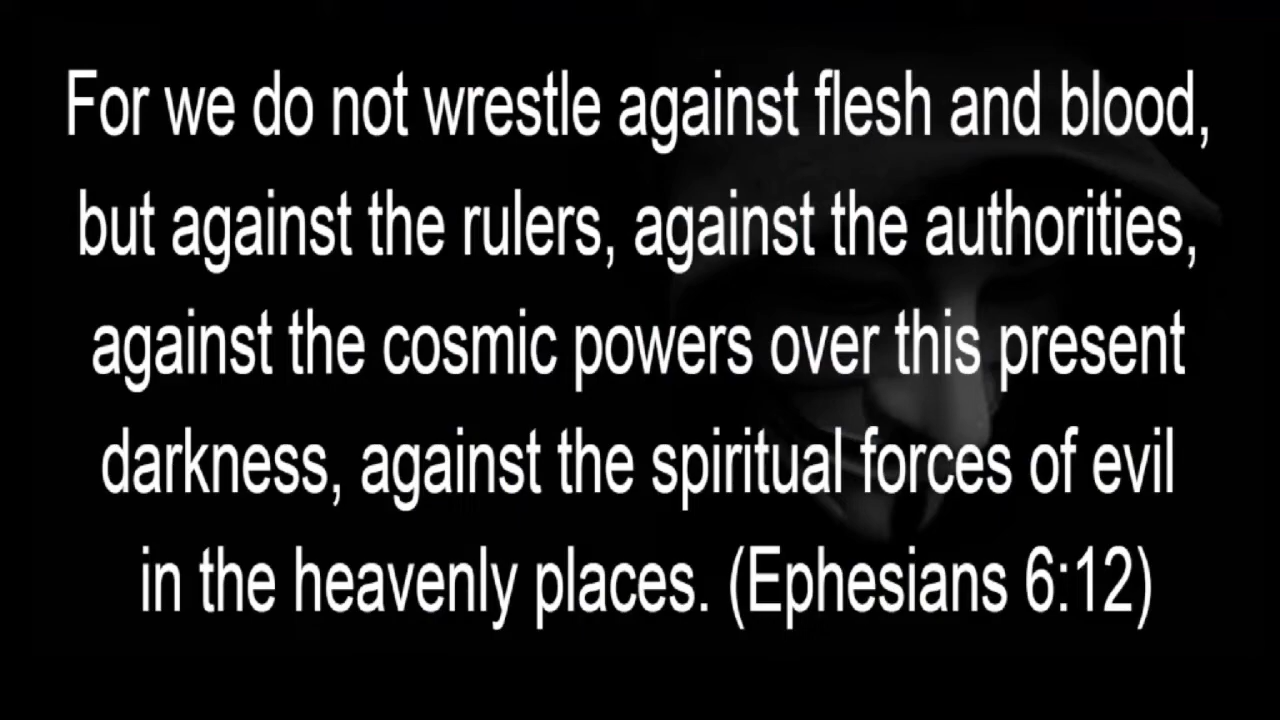 For we do not wrestle against flesh and blood,
but against the rulers, against the authorities,
against the cosmic powers over this present
darkness, against the spiritual forces of evil
in the heavenly places. (Ephesians 6:12)